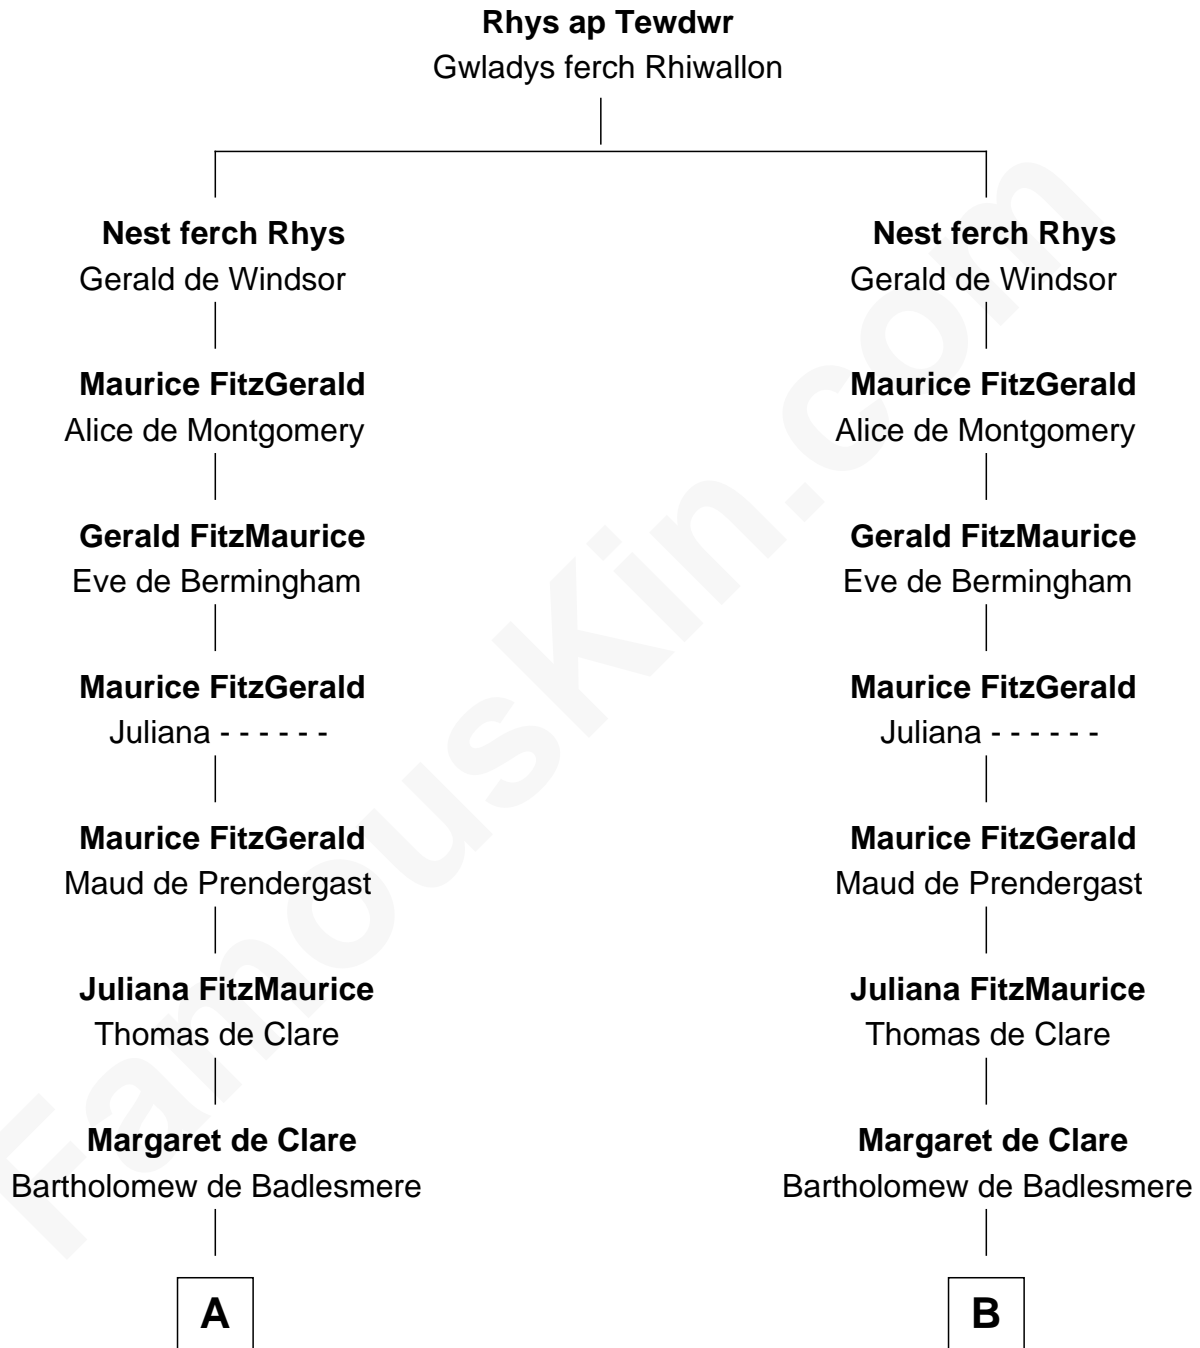 Rhys ap Tewdwr
Gwladys ferch Rhiwallon
Nest ferch Rhys
Gerald de Windsor
Nest ferch Rhys
Gerald de Windsor
Maurice FitzGerald
Alice de Montgomery
Maurice FitzGerald
Alice de Montgomery
Gerald FitzMaurice
Eve de Bermingham
Gerald FitzMaurice
Eve de Bermingham
Maurice FitzGerald
Juliana - - - - - -
Maurice FitzGerald
Juliana - - - - - -
Maurice FitzGerald
Maud de Prendergast
Maurice FitzGerald
Maud de Prendergast
Juliana FitzMaurice
Thomas de Clare
Juliana FitzMaurice
Thomas de Clare
Margaret de Clare
Bartholomew de Badlesmere
Margaret de Clare
Bartholomew de Badlesmere
A
B
FamousKin.com